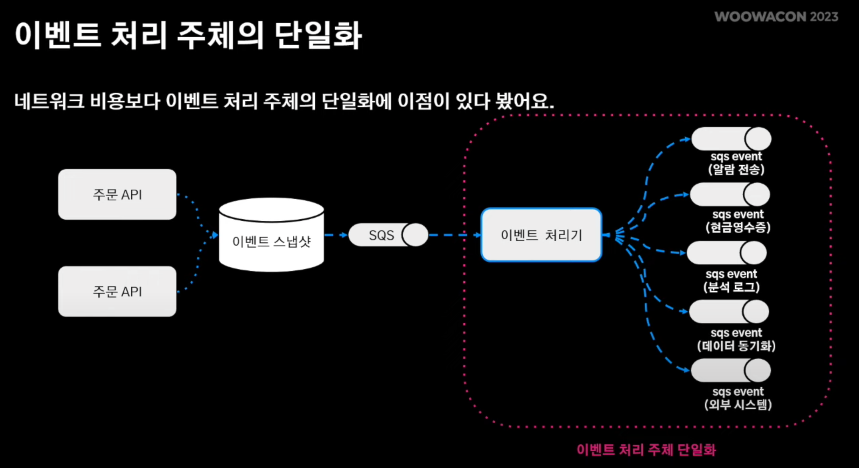 WOOWACON 2023
이벤트 처리 주체의 단일화
네트워크 비용보다 이벤트 처리 주체의 단일화에 이점이 있다 봤어요.
주문 API
주문 API
이벤트 스냅샷
SQS
이벤트 처리기
sqs event
(알람 전송)
sqs event
(현금영수증)
sqs event
(분석 로그)
sqs event
(데이터 동기화)
sqs event
(외부 시스템)
이벤트 처리 주체 단일화